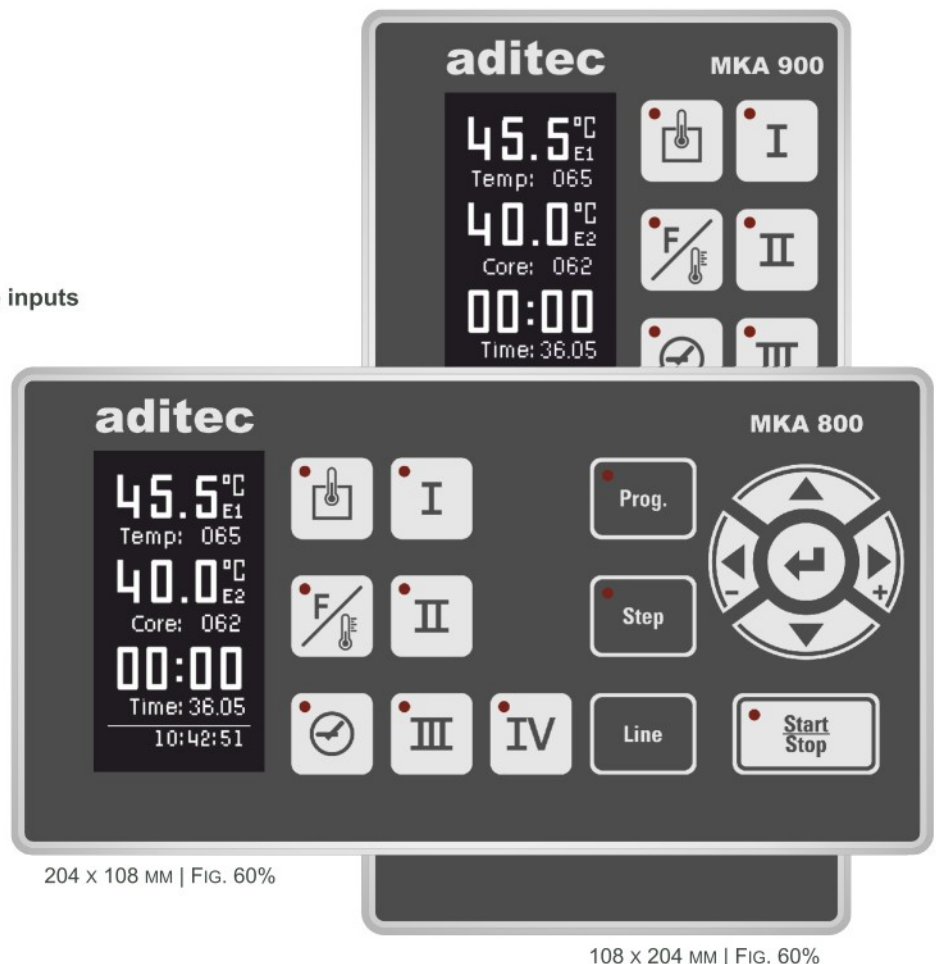 aditec MKA 900
45.5°C E1
Temp: 065
40.0°C E2
Core: 062
00:00
Time: 36.05
I
F
II
III
inputs
aditec MKA 800
45.5°C E1
Temp: 065
40.0°C E2
Core: 062
00:00
Time: 36.05
10:42:51
I
Prog.
F
II
Step
- +
III
IV
Line
Start
Stop
204 x 108 MM | FIG. 60%
108 x 204 MM | FIG. 60%